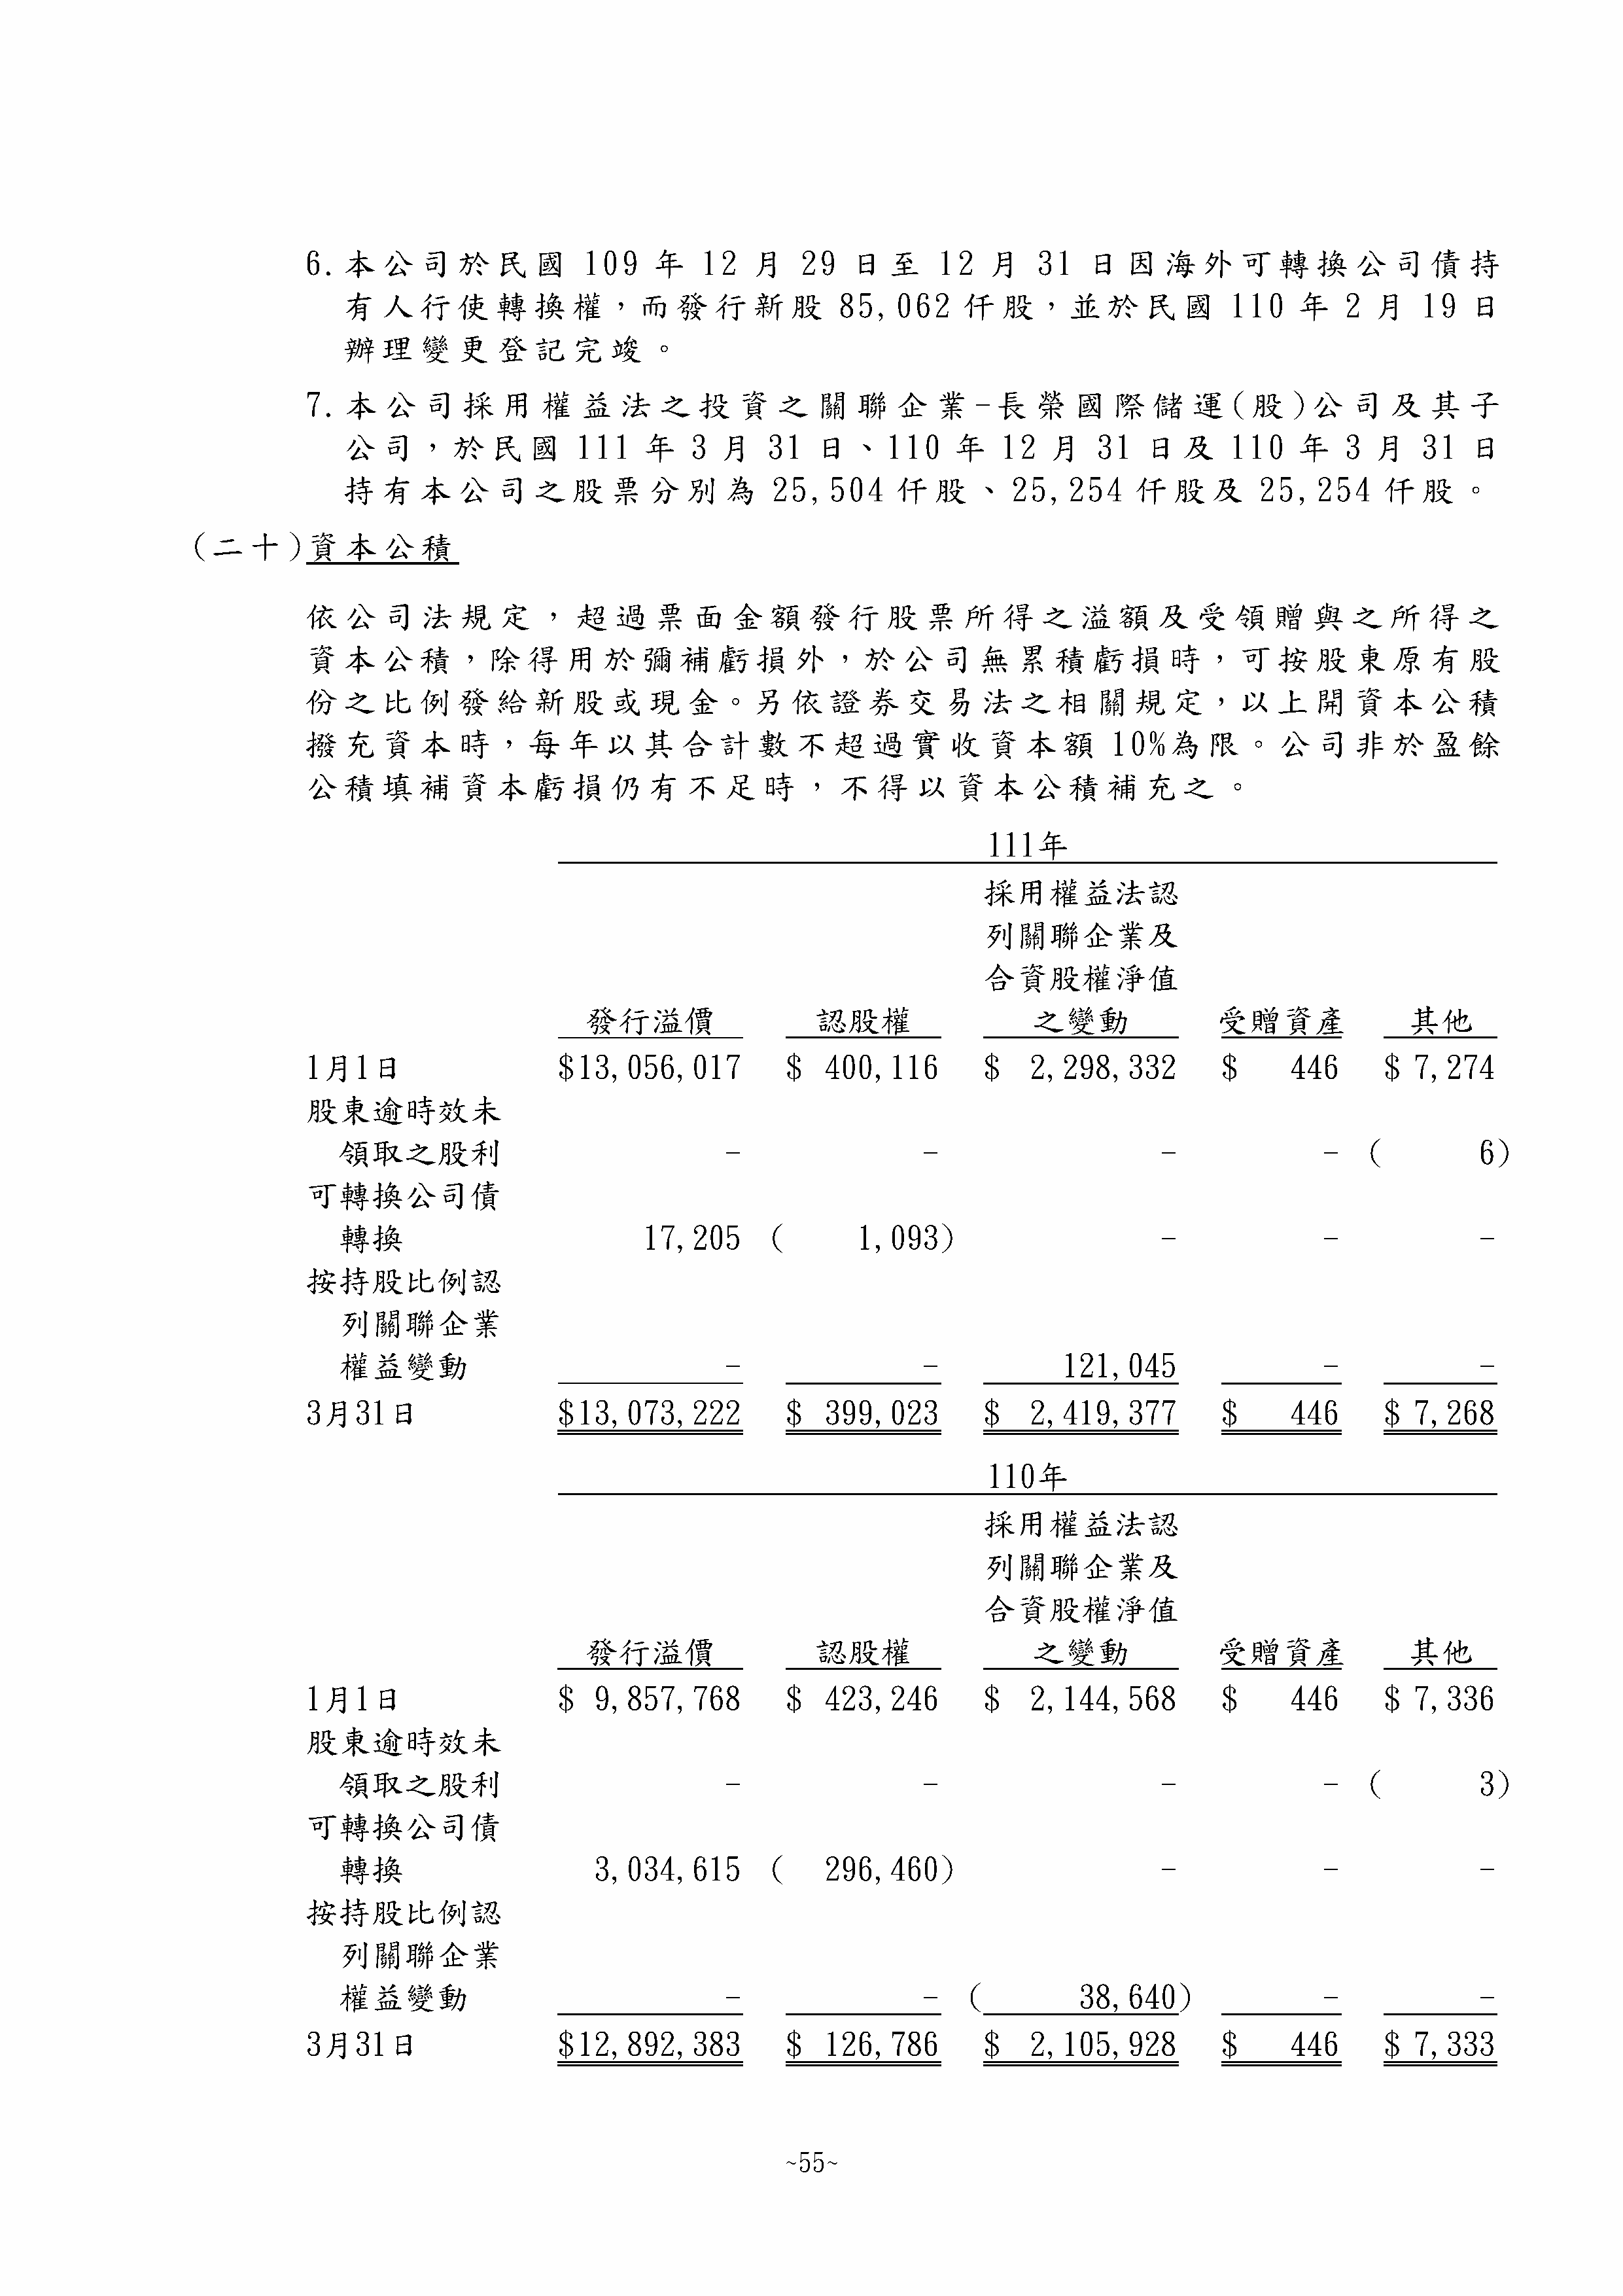 6.本公司於民國 109 年 12 月 29 日至 12 月 31 日因海外可轉換公司債持
有人行使轉換權，而發行新股 85,062 仟股，並於民國 110 年 2 月 19 日
辦理變更登記完竣。
7.本公司採用權益法之投資之關聯企業-長榮國際儲運(股)公司及其子
公司，於民國 111 年 3 月 31 日、110 年 12 月 31 日及 110 年 3 月 31 日
持有本公司之股票分別為 25,504 仟股、25,254 仟股及 25,254 仟股。
(二十)資本公積
依公司法規定，超過票面金額發行股票所得之溢額及受領贈與之所得之
資本公積，除得用於彌補虧損外，於公司無累積虧損時，可按股東原有股
份之比例發給新股或現金。另依證券交易法之相關規定，以上開資本公積
撥充資本時，每年以其合計數不超過實收資本額 10%為限。公司非於盈餘
公積填補資本虧損仍有不足時，不得以資本公積補充之。
111年
採用權益法認
列關聯企業及
合資股權淨值
發行溢價 認股權 之變動 受贈資產 其他
1月1日 $13,056,017 $ 400,116 $ 2,298,332 $ 446 $ 7,274
股東逾時效未
領取之股利 - - - - ( 6)
可轉換公司債
轉換 17,205 ( 1,093) - - -
按持股比例認
列關聯企業
權益變動 - - 121,045 - -
3月31日 $13,073,222 $ 399,023 $ 2,419,377 $ 446 $ 7,268
110年
採用權益法認
列關聯企業及
合資股權淨值
發行溢價 認股權 之變動 受贈資產 其他
1月1日 $ 9,857,768 $ 423,246 $ 2,144,568 $ 446 $ 7,336
股東逾時效未
領取之股利 - - - - ( 3)
可轉換公司債
轉換 3,034,615 ( 296,460) - - -
按持股比例認
列關聯企業
權益變動 - - ( 38,640) - -
3月31日 $12,892,383 $ 126,786 $ 2,105,928 $ 446 $ 7,333
~55~